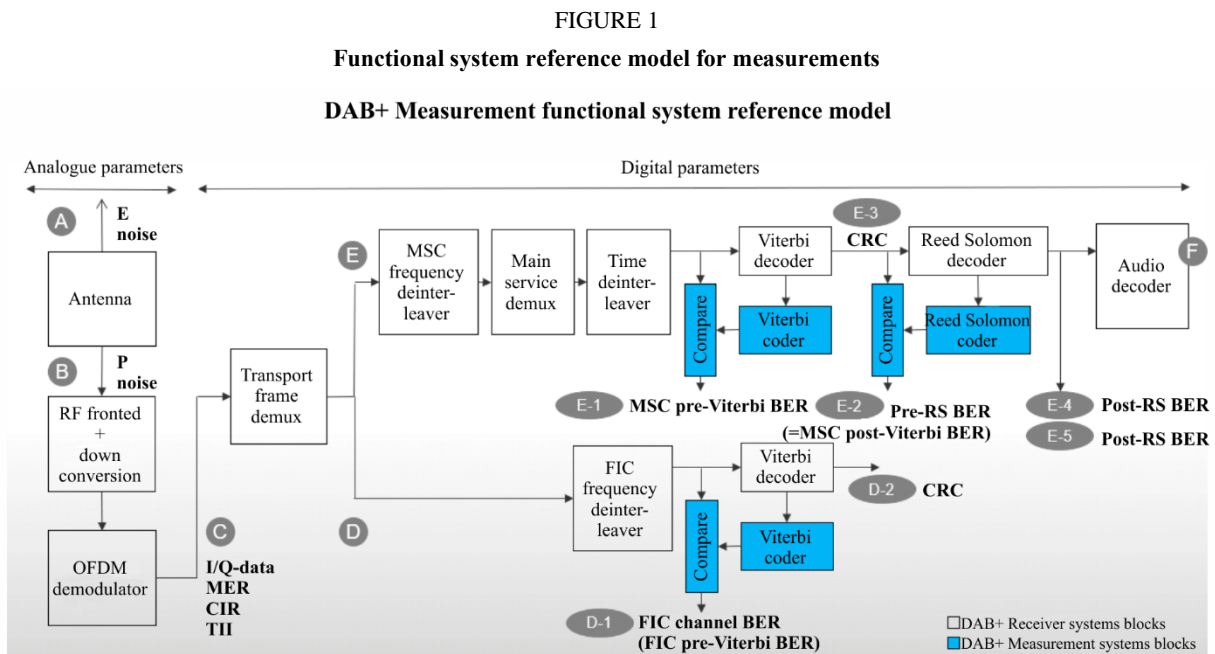 FIGURE 1
Functional system reference model for measurements
DAB+ Measurement functional system reference model
Analogue parameters
Digital parameters
A
E
noise
Antenna
B
P
noise
RF fronted
+
down
conversion
OFDM
demodulator
C
I/Q-data
MER
CIR
TII
Transport
frame
demux
E
MSC
frequency
deinter-
leaver
Main
service
demux
Time
deinter-
leaver
Compare
Viterbi
decoder
Viterbi
coder
E-1
MSC pre-Viterbi BER
E-3
CRC
Compare
Reed Solomon
decoder
Reed Solomon
coder
E-2
Pre-RS BER
(=MSC post-Viterbi BER)
Audio
decoder
F
E-4
Post-RS BER
E-5
Post-RS BER
D
FIC
frequency
deinter-
leaver
Compare
Viterbi
decoder
Viterbi
coder
D-2
CRC
D-1
FIC channel BER
(FIC pre-Viterbi BER)
DAB+ Receiver systems blocks
DAB+ Measurement systems blocks